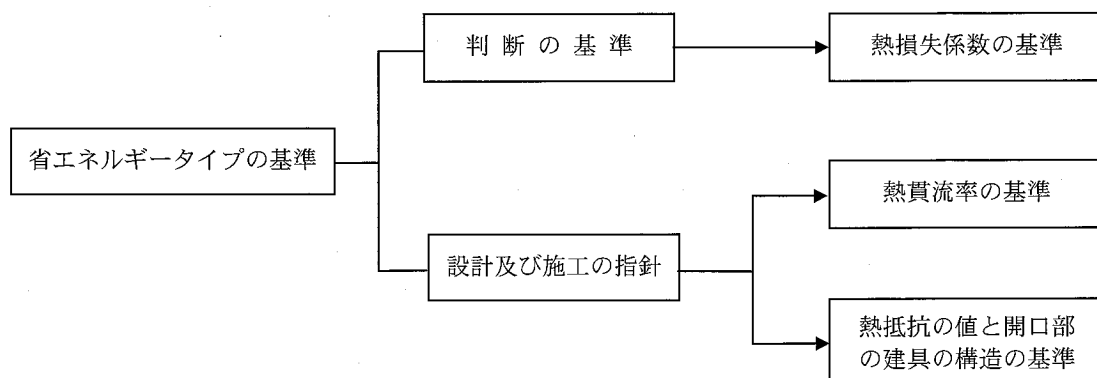 判断の基準
熱損失係数の基準
省エネルギータイプの基準
熱貫流率の基準
設計及び施工の指針
熱抵抗の値と開口部
の建具の構造の基準